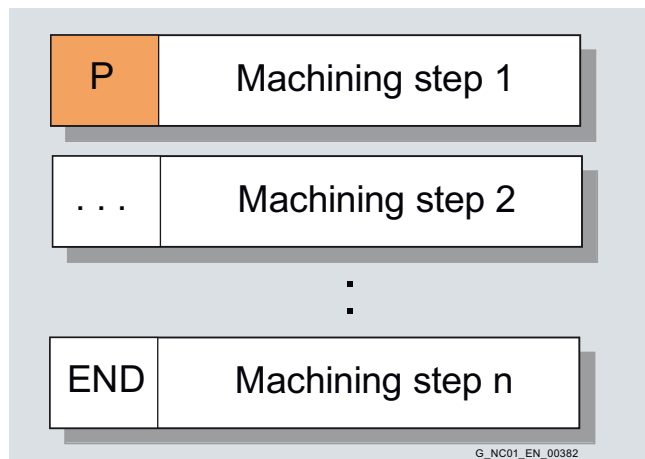 P Machining step 1
. . . Machining step 2
:
END Machining step n
G_NC01_EN_00382